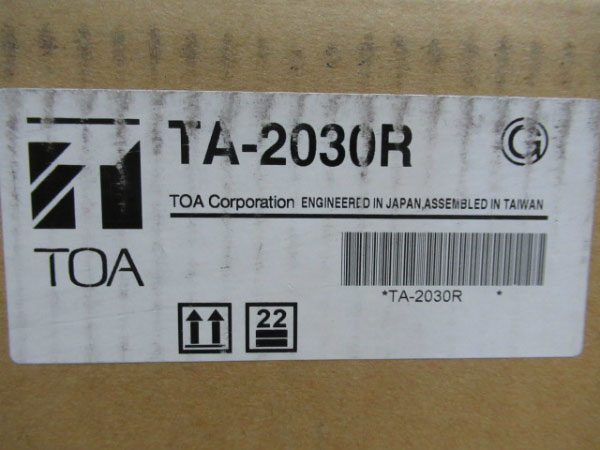 TA-2030R G
TOA Corporation ENGINEERED IN JAPAN,ASSEMBLED IN TAIWAN
TOA
*TA-2030R *
22